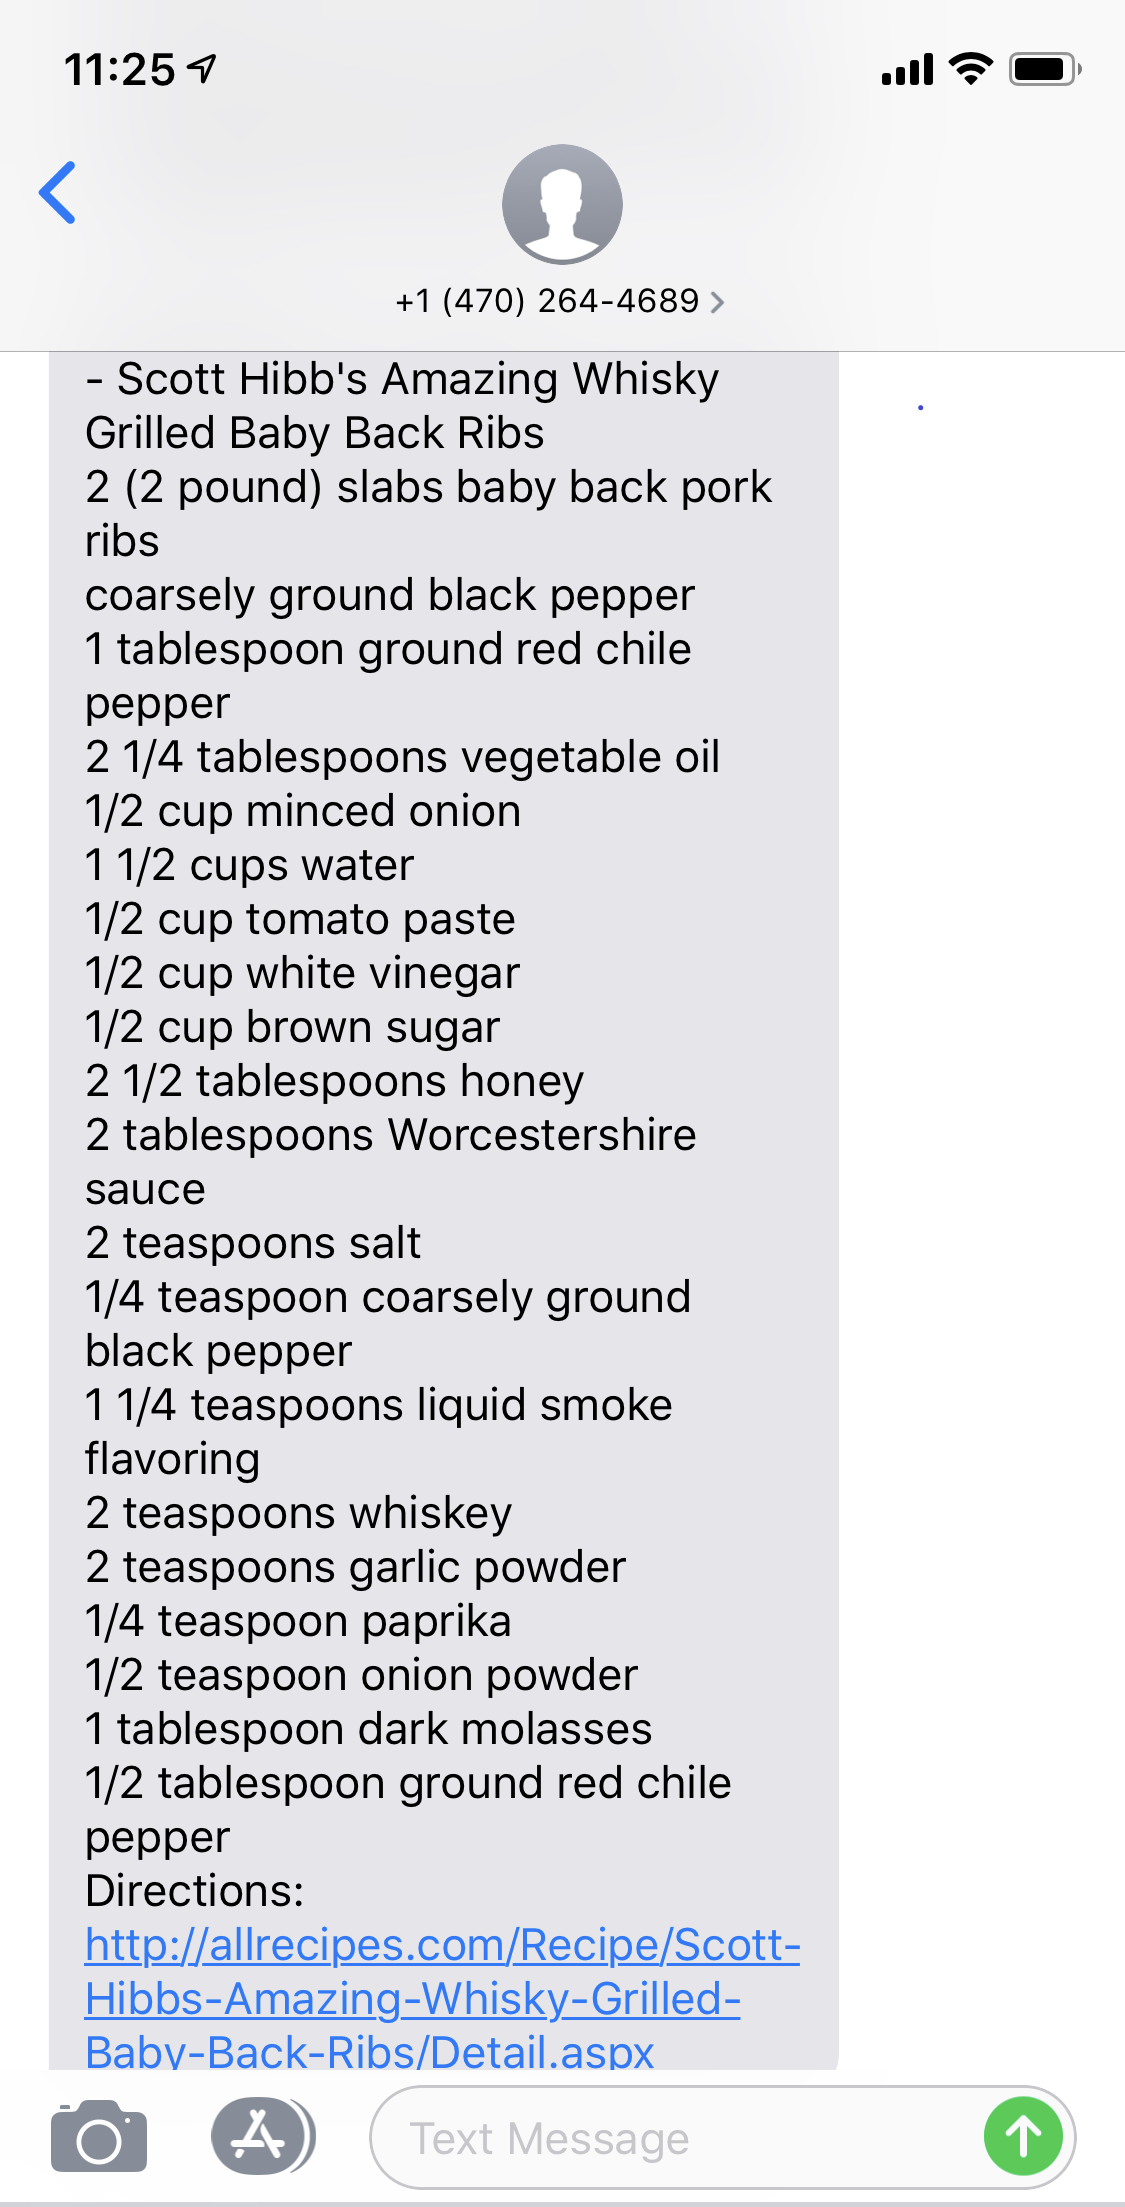 11:25
+1 (470) 264-4689
- Scott Hibb's Amazing Whisky
Grilled Baby Back Ribs
2 (2 pound) slabs baby back pork
ribs
coarsely ground black pepper
1 tablespoon ground red chile
pepper
2 1/4 tablespoons vegetable oil
1/2 cup minced onion
1 1/2 cups water
1/2 cup tomato paste
1/2 cup white vinegar
1/2 cup brown sugar
2 1/2 tablespoons honey
2 tablespoons Worcestershire
sauce
2 teaspoons salt
1/4 teaspoon coarsely ground
black pepper
1 1/4 teaspoons liquid smoke
flavoring
2 teaspoons whiskey
2 teaspoons garlic powder
1/4 teaspoon paprika
1/2 teaspoon onion powder
1 tablespoon dark molasses
1/2 tablespoon ground red chile
pepper
Directions:
http://allrecipes.com/Recipe/Scott-
Hibbs-Amazing-Whisky-Grilled-
Baby-Back-Ribs/Detail.aspx
Text Message